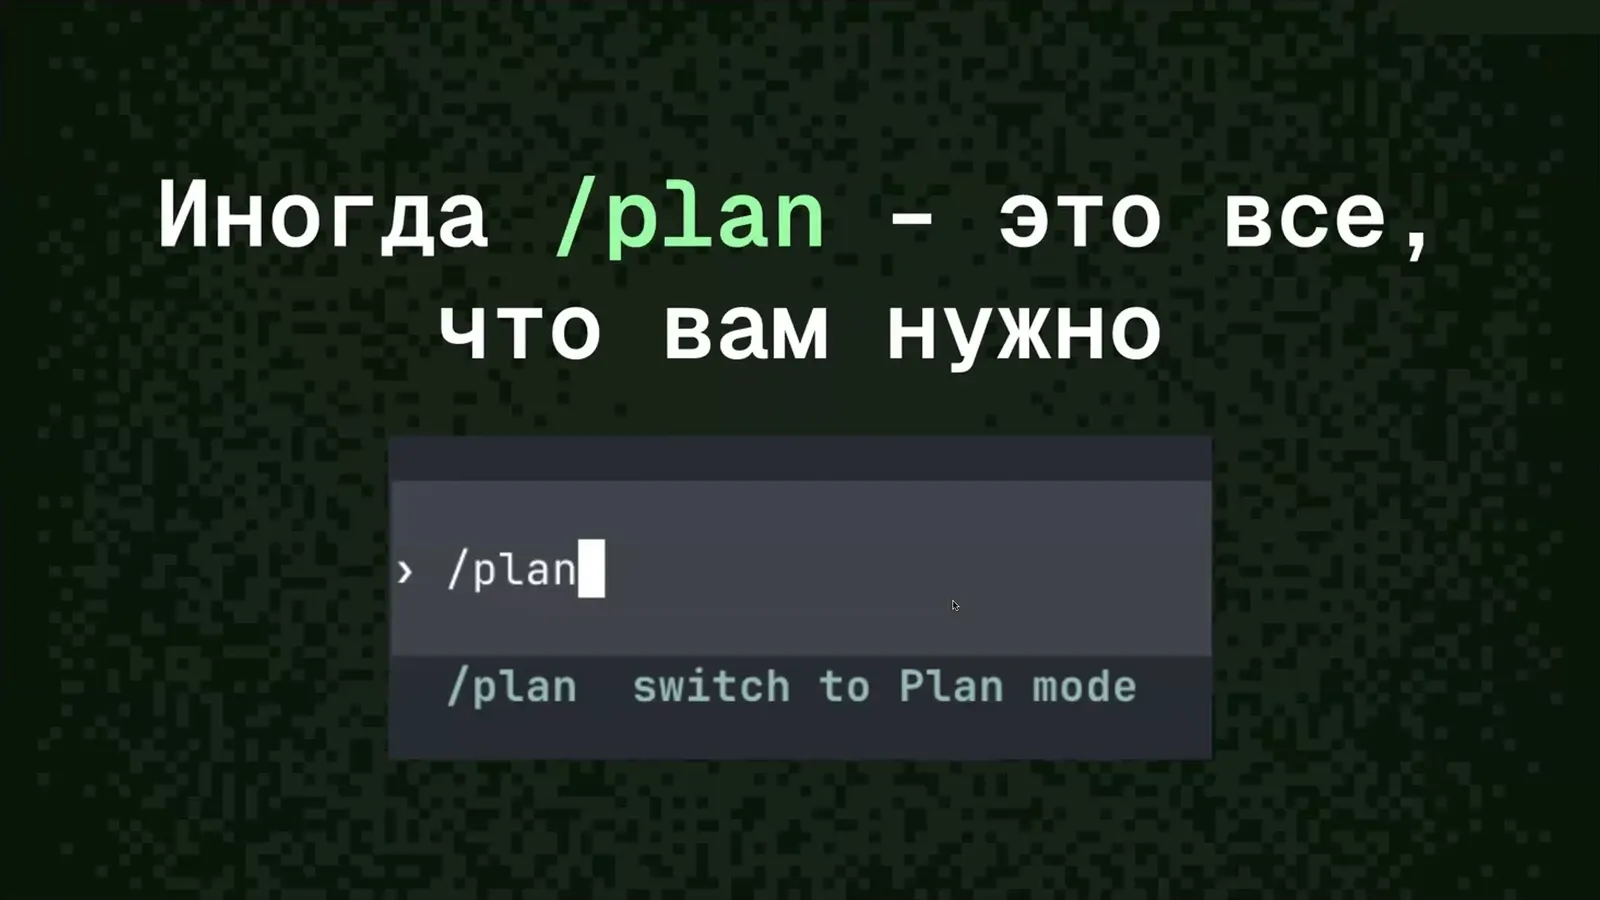 Иногда /plan – это все,
что вам нужно
› /plan
/plan switch to Plan mode